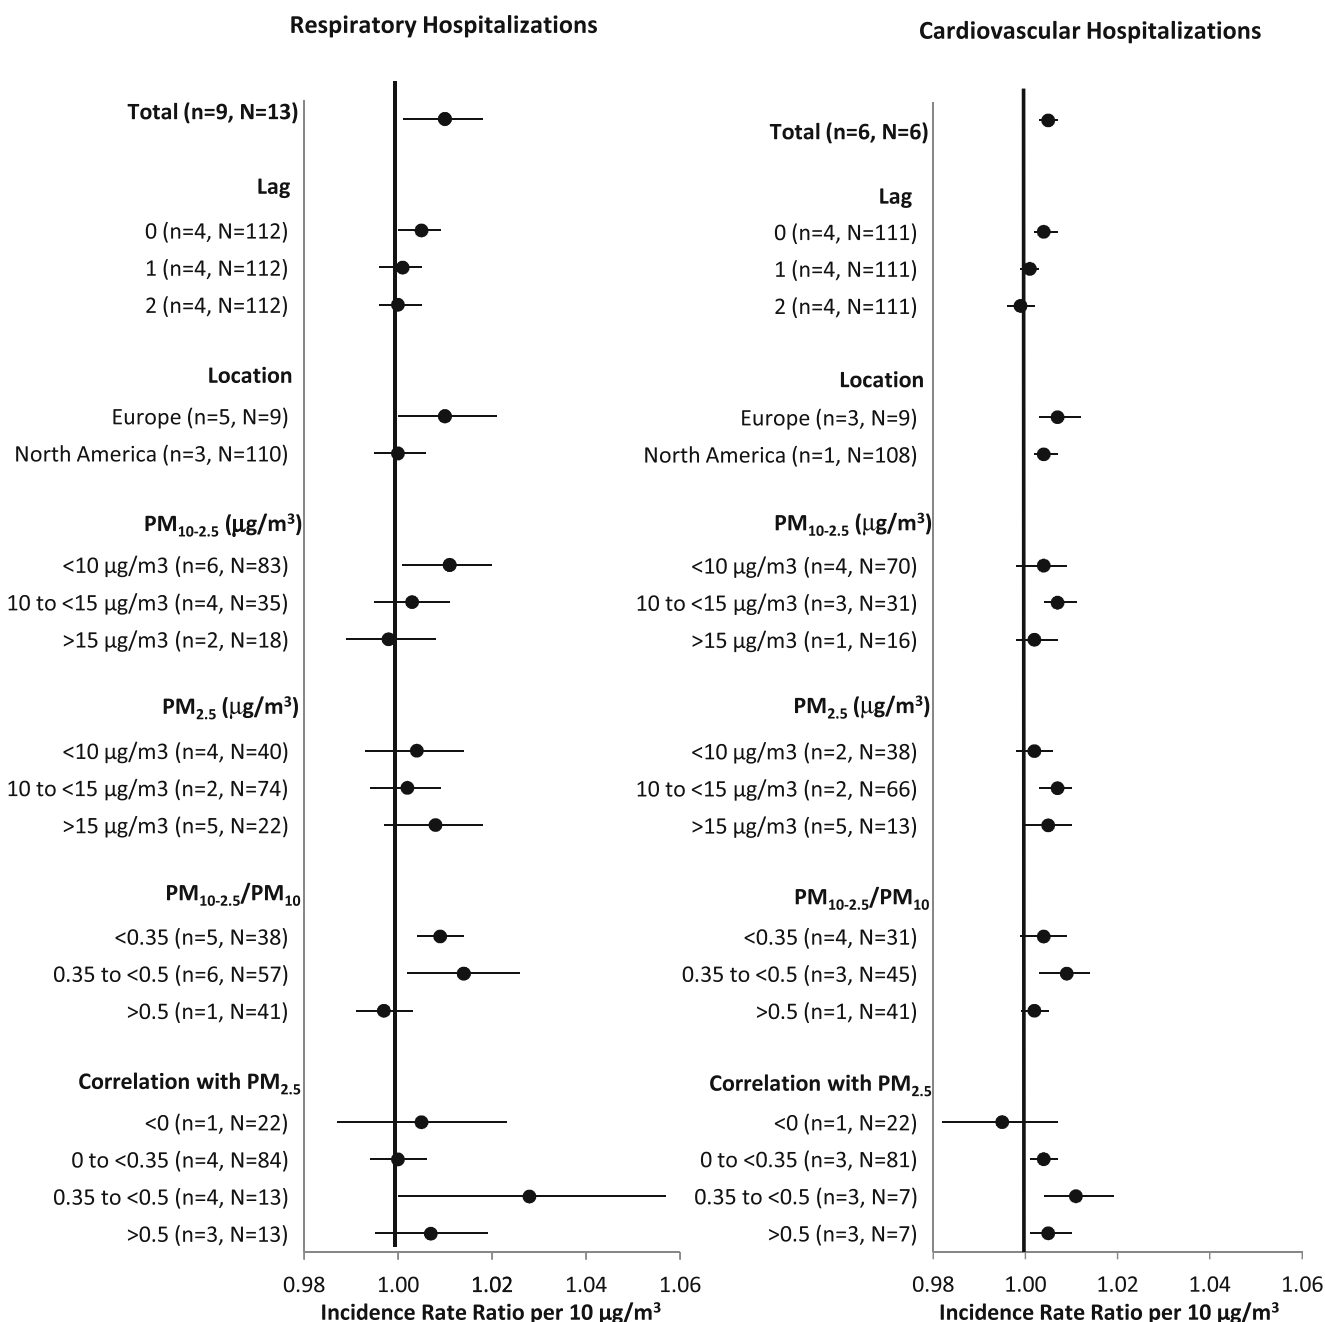 Respiratory Hospitalizations
Total (n=9, N=13)
Lag
0 (n=4, N=112)
1 (n=4, N=112)
2 (n=4, N=112)
Location
Europe (n=5, N=9)
North America (n=3, N=110)
PM10-2.5 (μg/m3)
<10 μg/m3 (n=6, N=83)
10 to <15 μg/m3 (n=4, N=35)
>15 μg/m3 (n=2, N=18)
PM2.5 (μg/m3)
<10 μg/m3 (n=4, N=40)
10 to <15 μg/m3 (n=2, N=74)
>15 μg/m3 (n=5, N=22)
PM10-2.5/PM10
<0.35 (n=5, N=38)
0.35 to <0.5 (n=6, N=57)
>0.5 (n=1, N=41)
Correlation with PM2.5
<0 (n=1, N=22)
0 to <0.35 (n=4, N=84)
0.35 to <0.5 (n=4, N=13)
>0.5 (n=3, N=13)
0.98 1.00 1.02 1.04 1.06
Incidence Rate Ratio per 10 μg/m3
Cardiovascular Hospitalizations
Total (n=6, N=6)
Lag
0 (n=4, N=111)
1 (n=4, N=111)
2 (n=4, N=111)
Location
Europe (n=3, N=9)
North America (n=1, N=108)
PM10-2.5 (μg/m3)
<10 μg/m3 (n=4, N=70)
10 to <15 μg/m3 (n=3, N=31)
>15 μg/m3 (n=1, N=16)
PM2.5 (μg/m3)
<10 μg/m3 (n=2, N=38)
10 to <15 μg/m3 (n=2, N=66)
>15 μg/m3 (n=5, N=13)
PM10-2.5/PM10
<0.35 (n=4, N=31)
0.35 to <0.5 (n=3, N=45)
>0.5 (n=1, N=41)
Correlation with PM2.5
<0 (n=1, N=22)
0 to <0.35 (n=3, N=81)
0.35 to <0.5 (n=3, N=7)
>0.5 (n=3, N=7)
0.98 1.00 1.02 1.04 1.06
Incidence Rate Ratio per 10 μg/m3